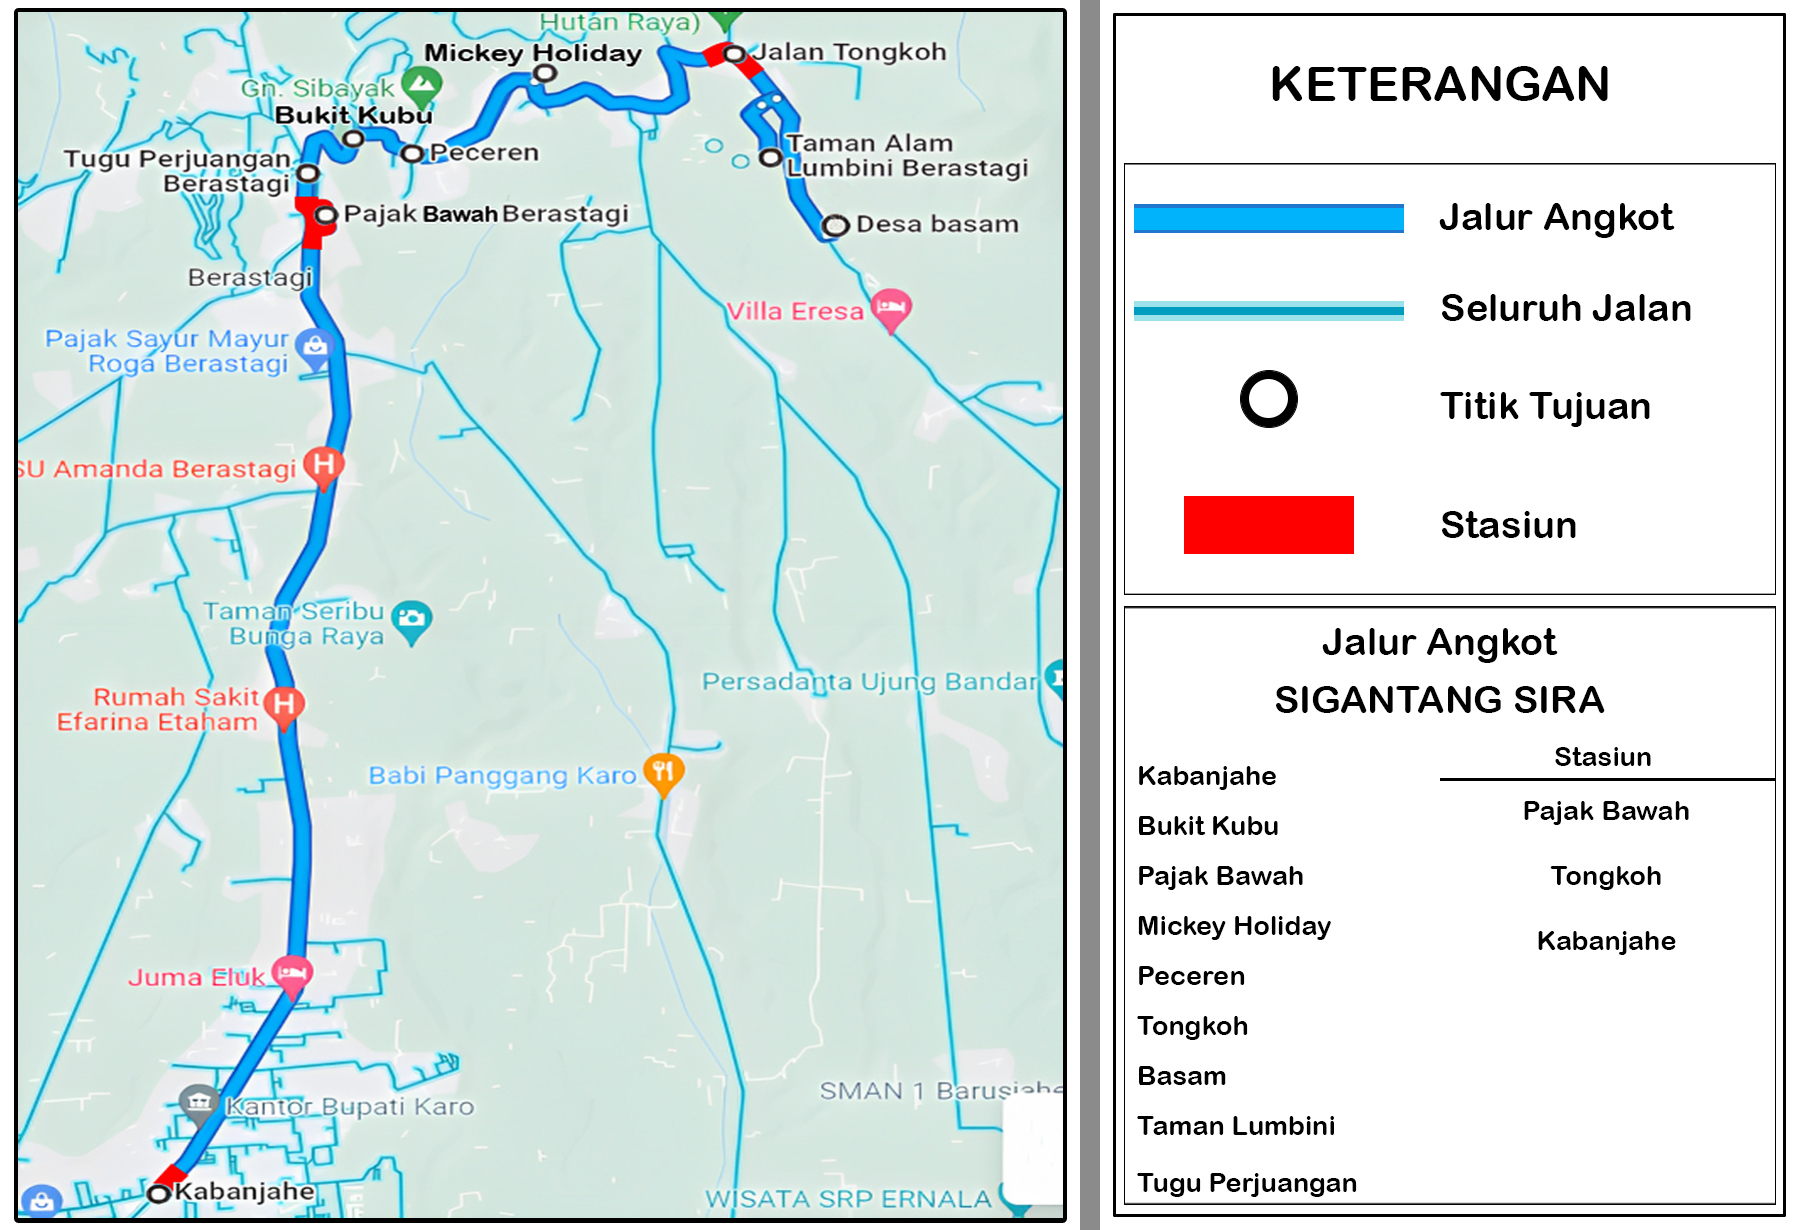 Hutan Raya)
Mickey Holiday
Jalan Tongkoh
Gn. Sibayak
Bukit Kubu
Peceren
Taman Alam
Lumbini Berastagi
Tugu Perjuangan
Berastagi
Pajak Bawah Berastagi
Desa basam
Berastagi
Villa Eresa
Pajak Sayur Mayur
Roga Berastagi
SU Amanda Berastagi
Taman Seribu
Bunga Raya
Persadanta Ujung Bandar
Rumah Sakit
Efarina Etaham
Babi Panggang Karo
Juma Eluk
SMAN 1 Barusjahe
Kantor Bupati Karo
Kabanjahe
WISATA SRP ERNALA
KETERANGAN
Jalur Angkot
Seluruh Jalan
Titik Tujuan
Stasiun
Jalur Angkot
SIGANTANG SIRA
Kabanjahe
Bukit Kubu
Pajak Bawah
Mickey Holiday
Peceren
Tongkoh
Basam
Taman Lumbini
Tugu Perjuangan
Stasiun
Pajak Bawah
Tongkoh
Kabanjahe